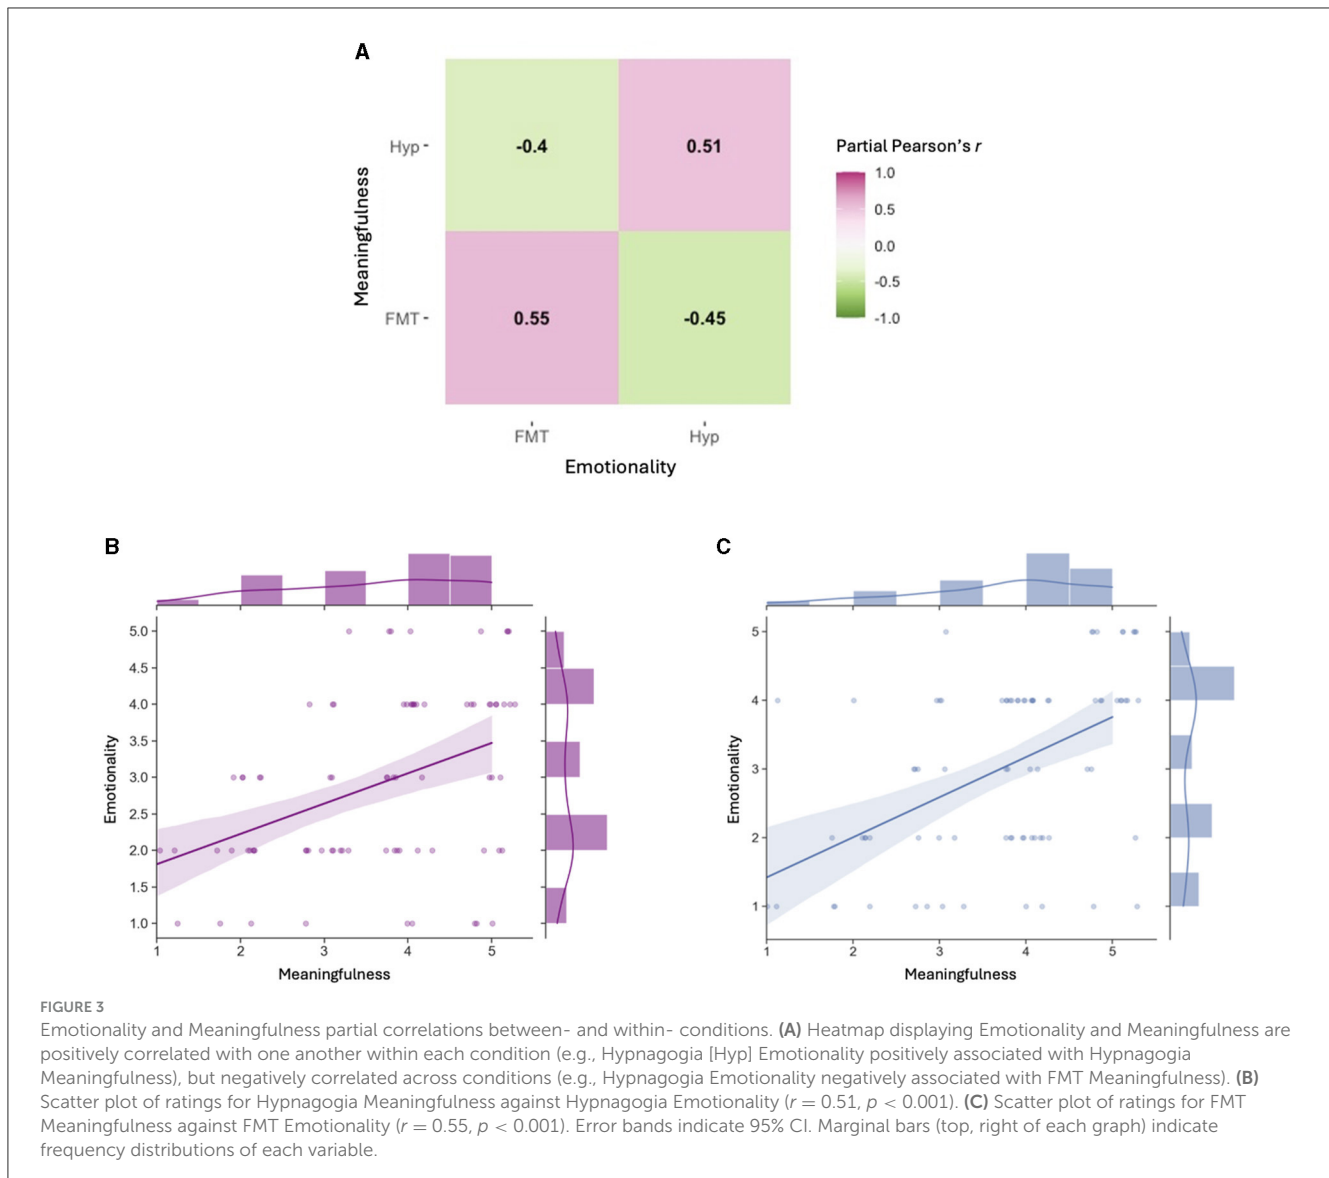 A
Hyp
-0.4
0.51
FMT
0.55
-0.45
Meaningfulness
FMT
Hyp
Emotionality
Partial Pearson's r
1.0
0.5
0.0
-0.5
-1.0
B
5.0
4.5
4.0
3.5
3.0
2.5
2.0
1.5
1.0
Emotionality
1 2 3 4 5
Meaningfulness
C
5
4
3
2
1
Emotionality
1 2 3 4 5
Meaningfulness
FIGURE 3
Emotionality and Meaningfulness partial correlations between- and within- conditions. (A) Heatmap displaying Emotionality and Meaningfulness are
positively correlated with one another within each condition (e.g., Hypnagogia [Hyp] Emotionality positively associated with Hypnagogia
Meaningfulness), but negatively correlated across conditions (e.g., Hypnagogia Emotionality negatively associated with FMT Meaningfulness). (B)
Scatter plot of ratings for Hypnagogia Meaningfulness against Hypnagogia Emotionality (r = 0.51, p < 0.001). (C) Scatter plot of ratings for FMT
Meaningfulness against FMT Emotionality (r = 0.55, p < 0.001). Error bands indicate 95% CI. Marginal bars (top, right of each graph) indicate
frequency distributions of each variable.